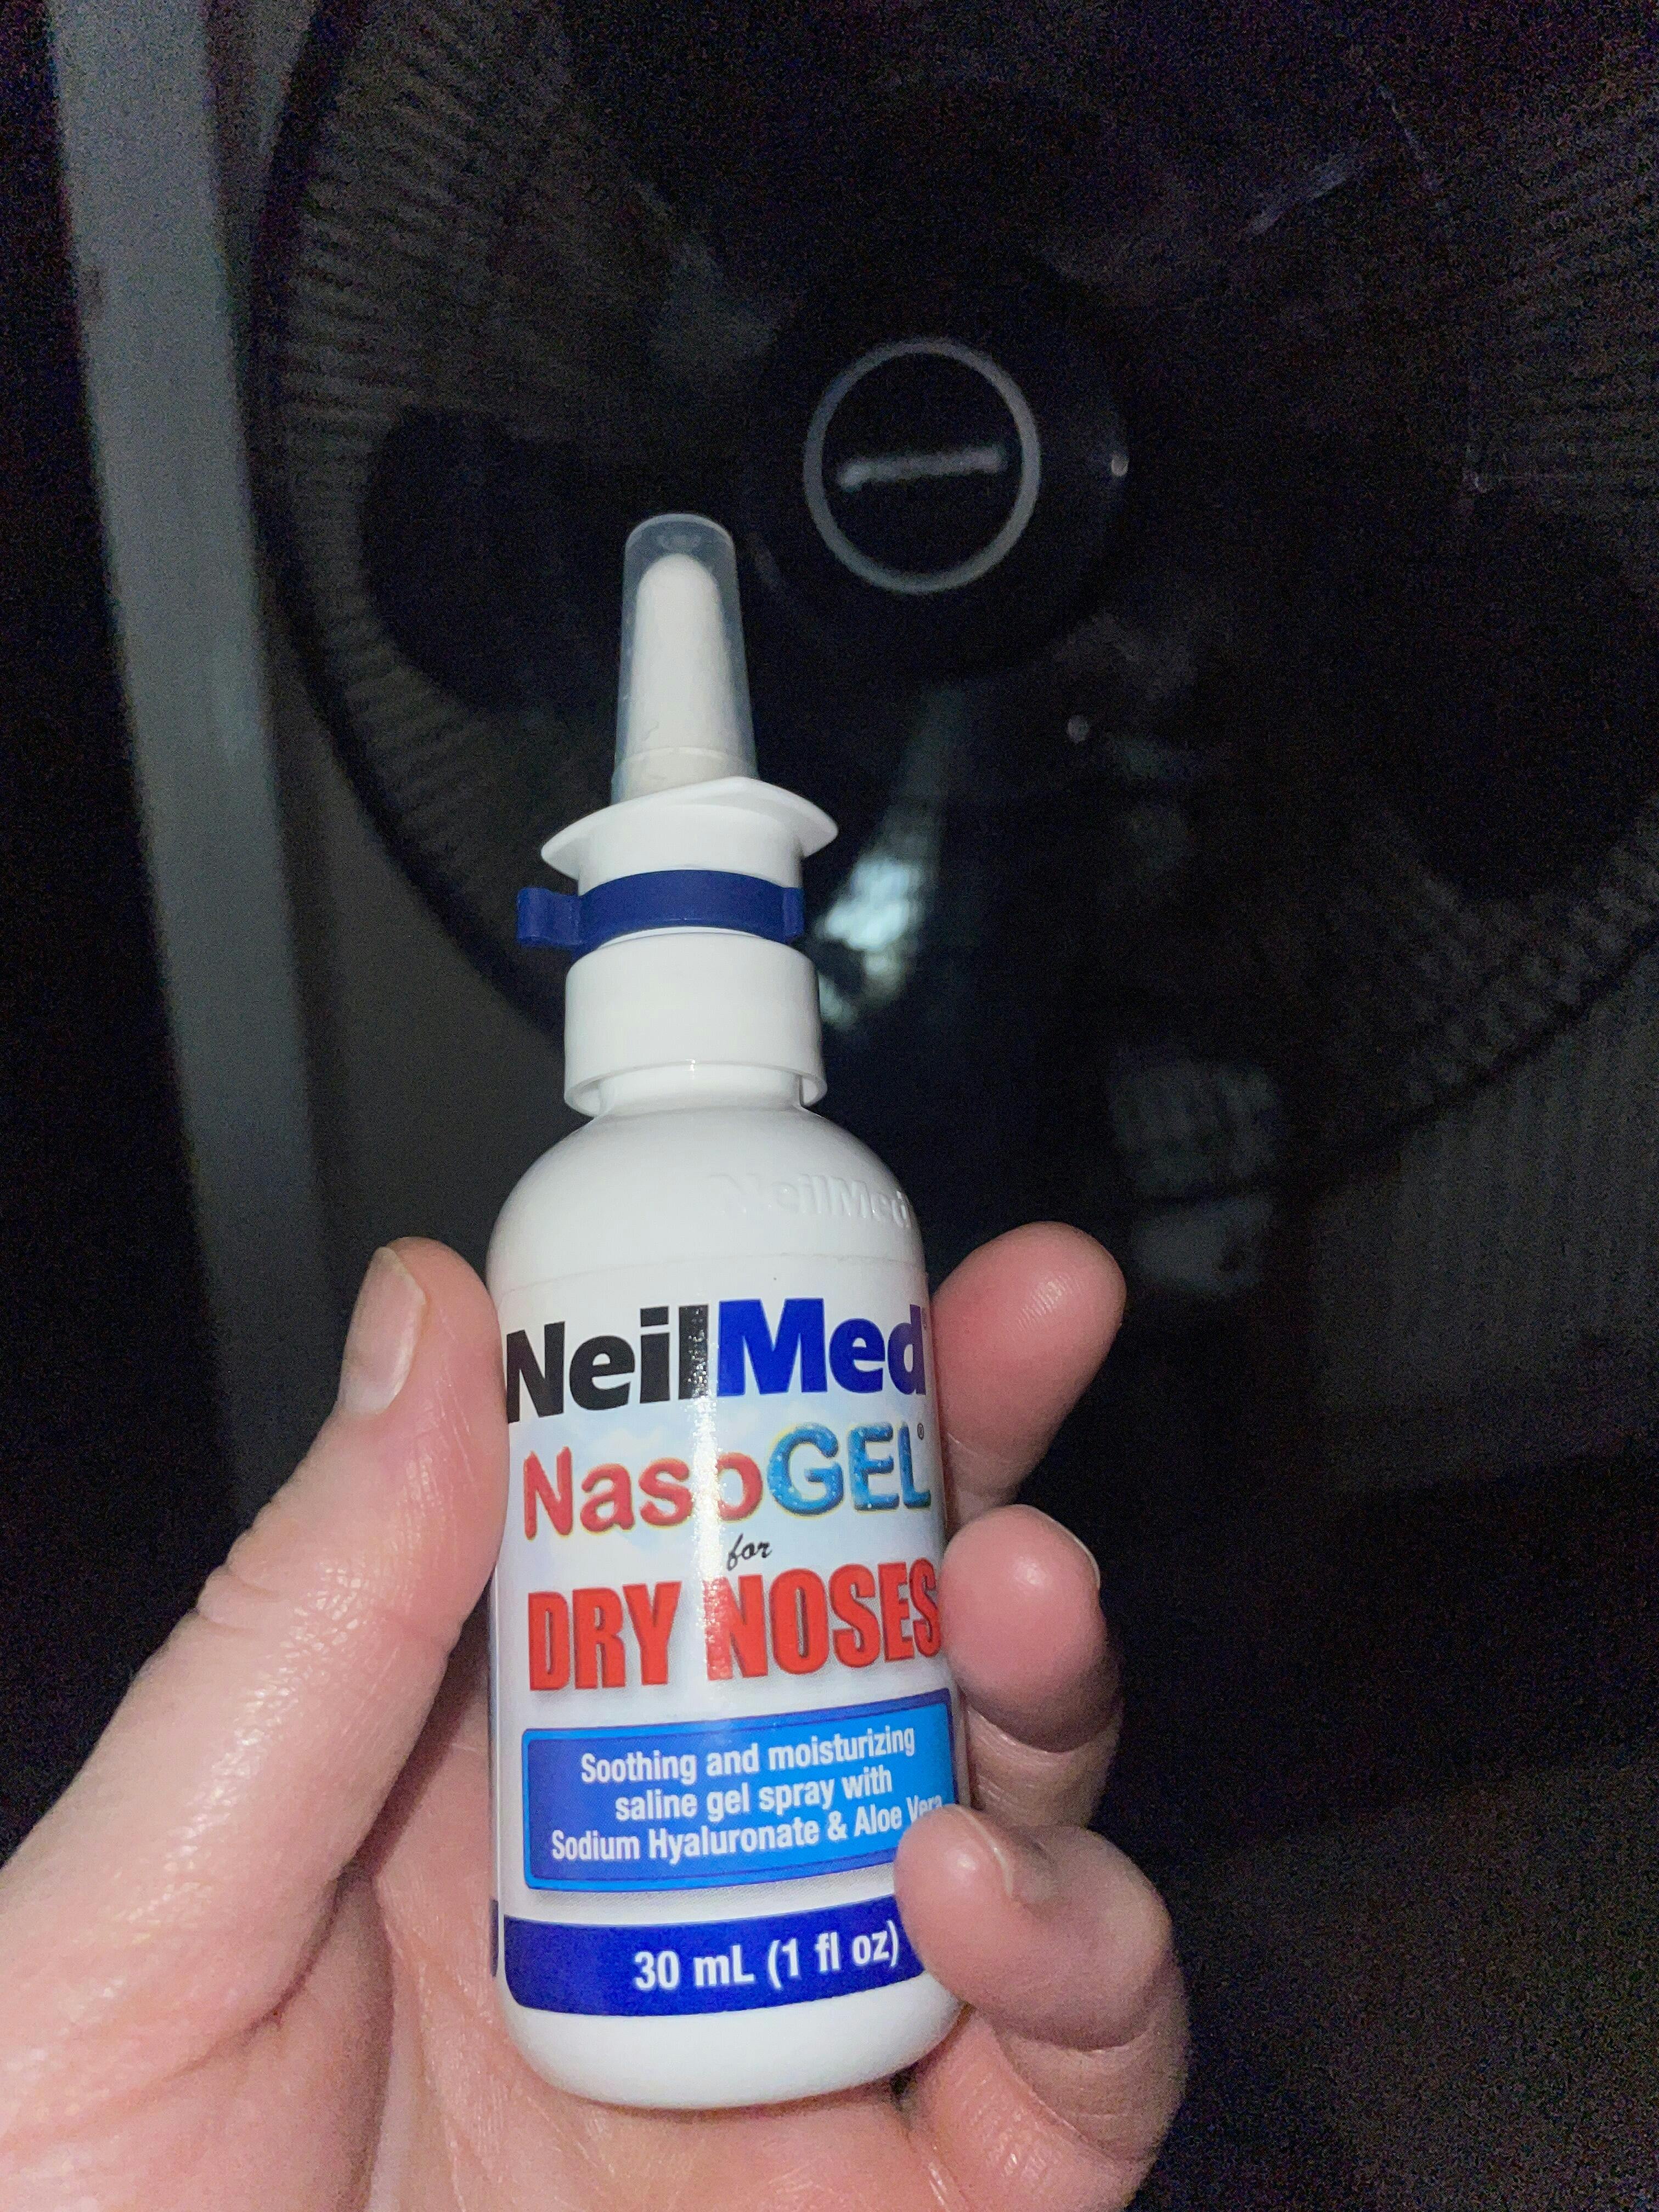 NeilMed
NeilMed
NasoGEL®
for
DRY NOSES
Soothing and moisturizing
saline gel spray with
Sodium Hyaluronate & Aloe Vera
30 mL (1 fl oz)